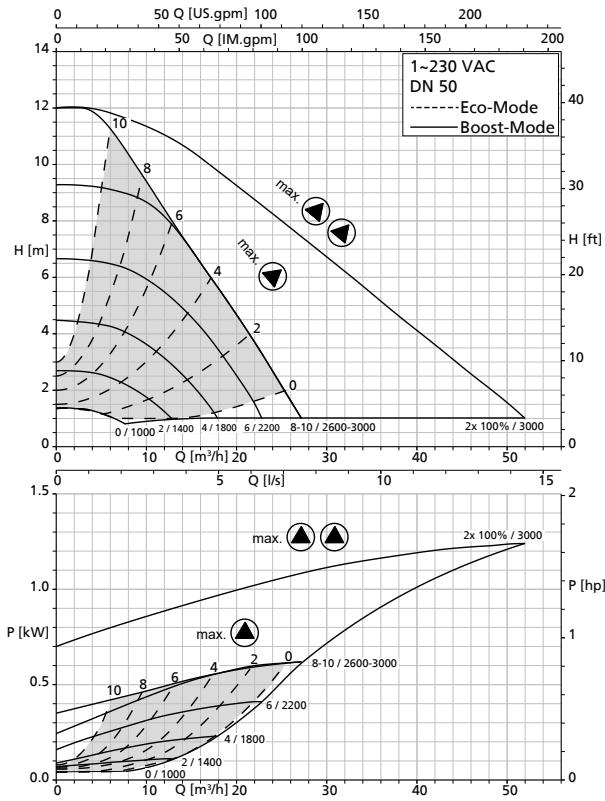 0 50 Q [US.gpm] 100 150 200
0 50 Q [IM.gpm] 100 150 200
14
12
10
8
H [m]
6
4
2
0
1~230 VAC
DN 50
Eco-Mode
Boost-Mode
40
30
H [ft]
20
10
0
10
8
6
4
2
0
max.
max.
0 / 1000
2 / 1400
4 / 1800
6 / 2200
8-10 / 2600-3000
2x 100% / 3000
0 Q [m³/h] 10 20 30 40 50
0 5 Q [l/s] 10 15
1.5
1.0
P [kW]
0.5
0.0
2
P [hp]
1
0
max.
2x 100% / 3000
max.
10
8
6
4
2
0
8-10 / 2600-3000
6 / 2200
4 / 1800
2 / 1400
0 / 1000
0 Q [m³/h] 10 20 30 40 50